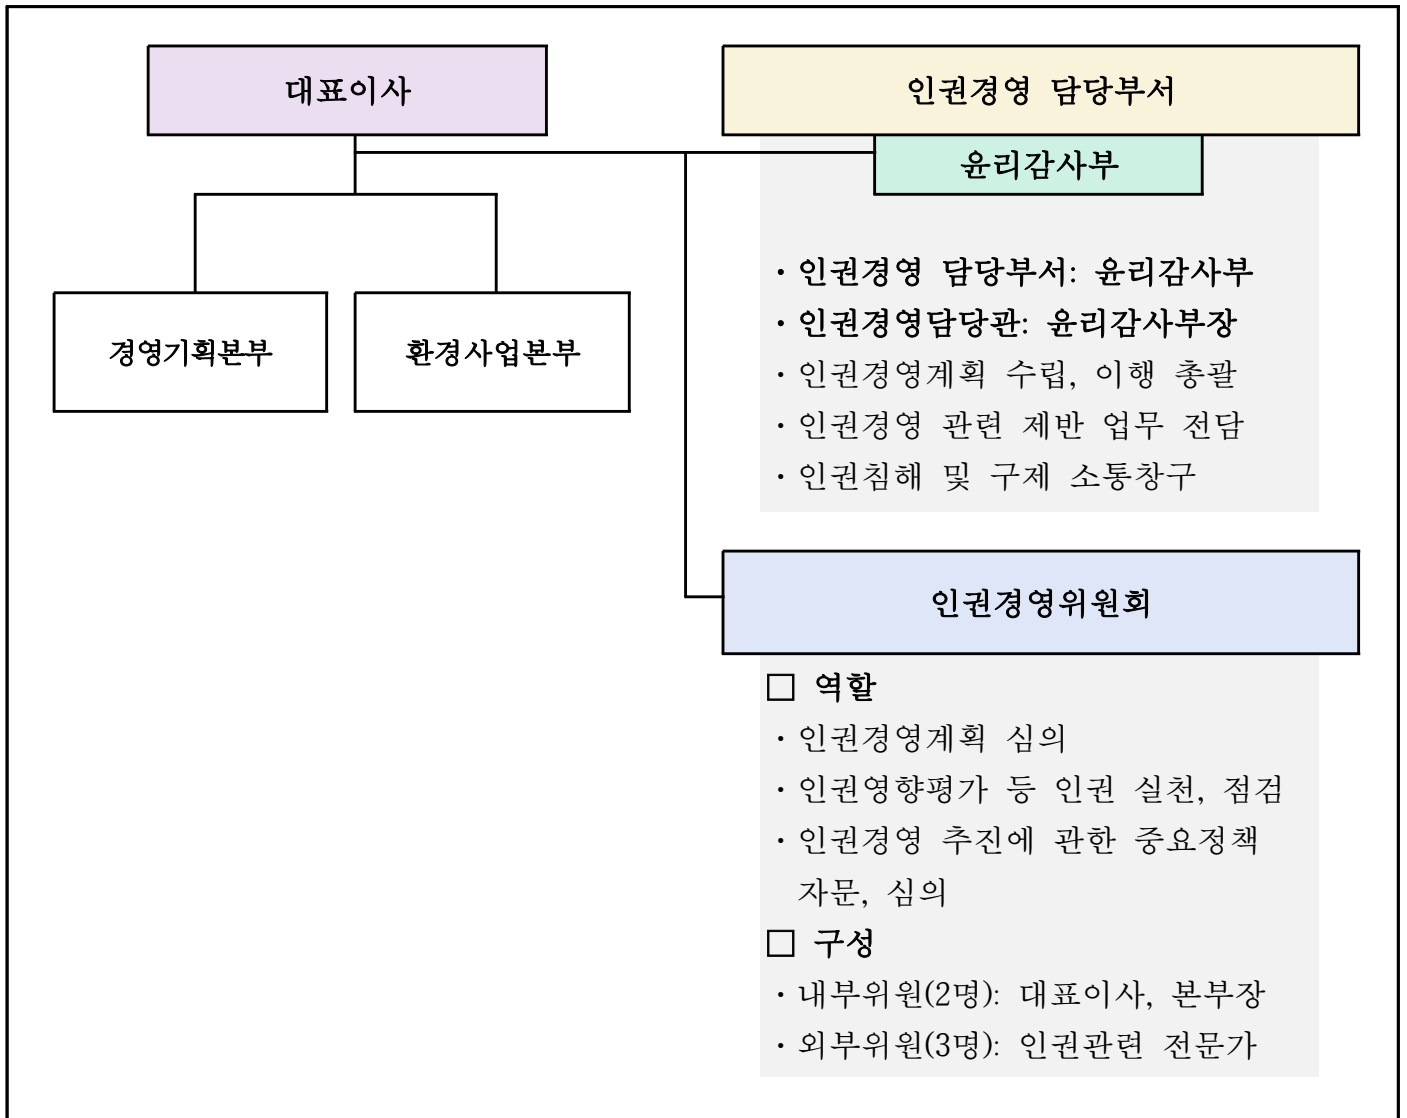 대표이사
인권경영 담당부서
윤리감사부
경영기획본부
환경사업본부
· 인권경영 담당부서: 윤리감사부
· 인권경영담당관: 윤리감사부장
· 인권경영계획 수립, 이행 총괄
· 인권경영 관련 제반 업무 전담
· 인권침해 및 구제 소통창구
인권경영위원회
□ 역할
· 인권경영계획 심의
· 인권영향평가 등 인권 실천, 점검
· 인권경영 추진에 관한 중요정책
자문, 심의
□ 구성
· 내부위원(2명): 대표이사, 본부장
· 외부위원(3명): 인권관련 전문가